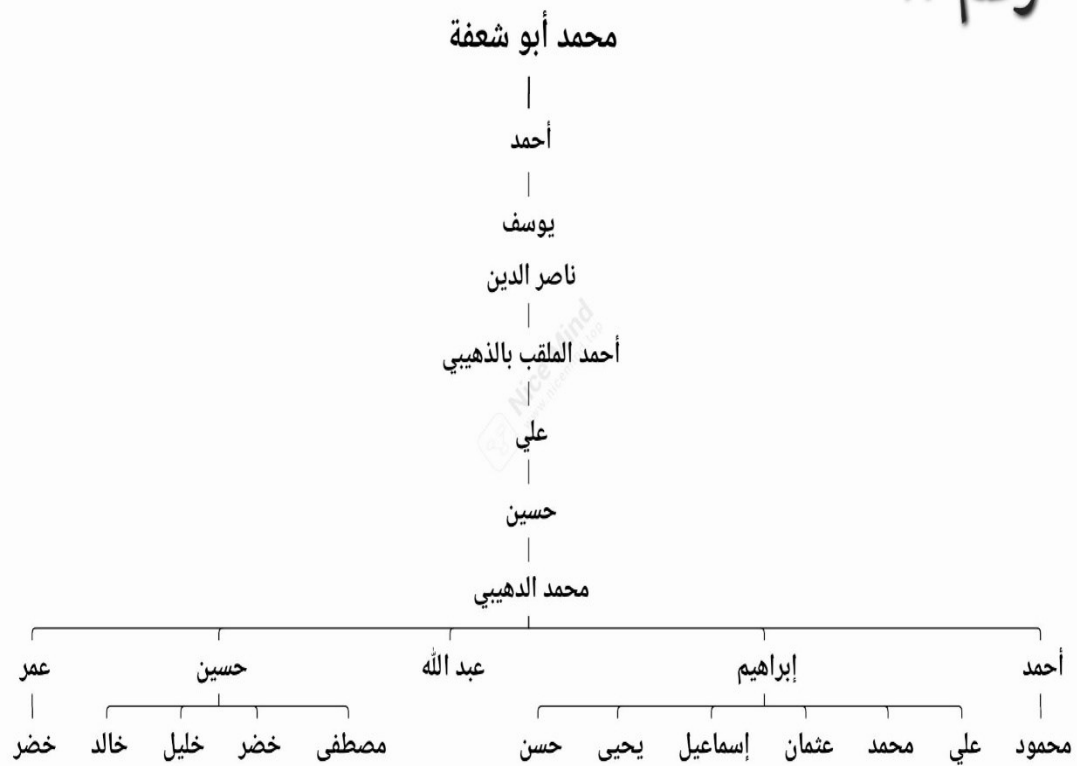 محمد أبو شعفة
أحمد
يوسف
ناصر الدين
أحمد الملقب بالذهيبي
علي
حسين
محمد الدهيبي
أحمد إبراهيم عبد الله حسين عمر
محمود علي محمد عثمان إسماعيل يحيى حسن مصطفى خضر خليل خالد خضر